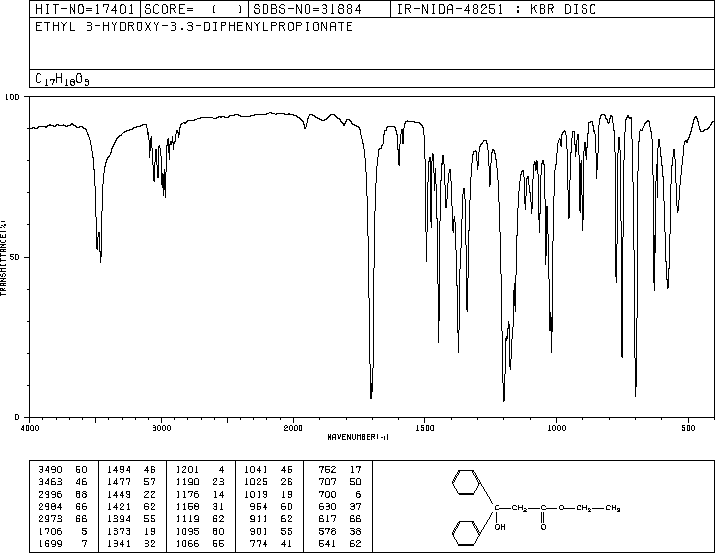 HIT-NO=17401 SCORE= ( ) SDBS-NO=31884 IR-NIDA-48251 : KBR DISC
ETHYL 3-HYDROXY-3,3-DIPHENYLPROPIONATE
C17H18O3
100
50
0
TRANSMITTANCE(%)
4000 3000 2000 1500 1000 500
WAVENUMBER(-1)
3490 50 1494 46 1201 4 1041 46 752 17
3463 46 1477 57 1190 23 1025 26 707 50
2996 68 1449 22 1176 14 1019 19 700 6
2984 66 1421 62 1158 31 954 60 630 37
2973 66 1394 55 1119 62 911 62 617 66
1706 5 1373 19 1095 60 901 55 578 38
1699 7 1341 32 1066 55 774 41 541 62
C CH2 C O CH2 CH3
OH O